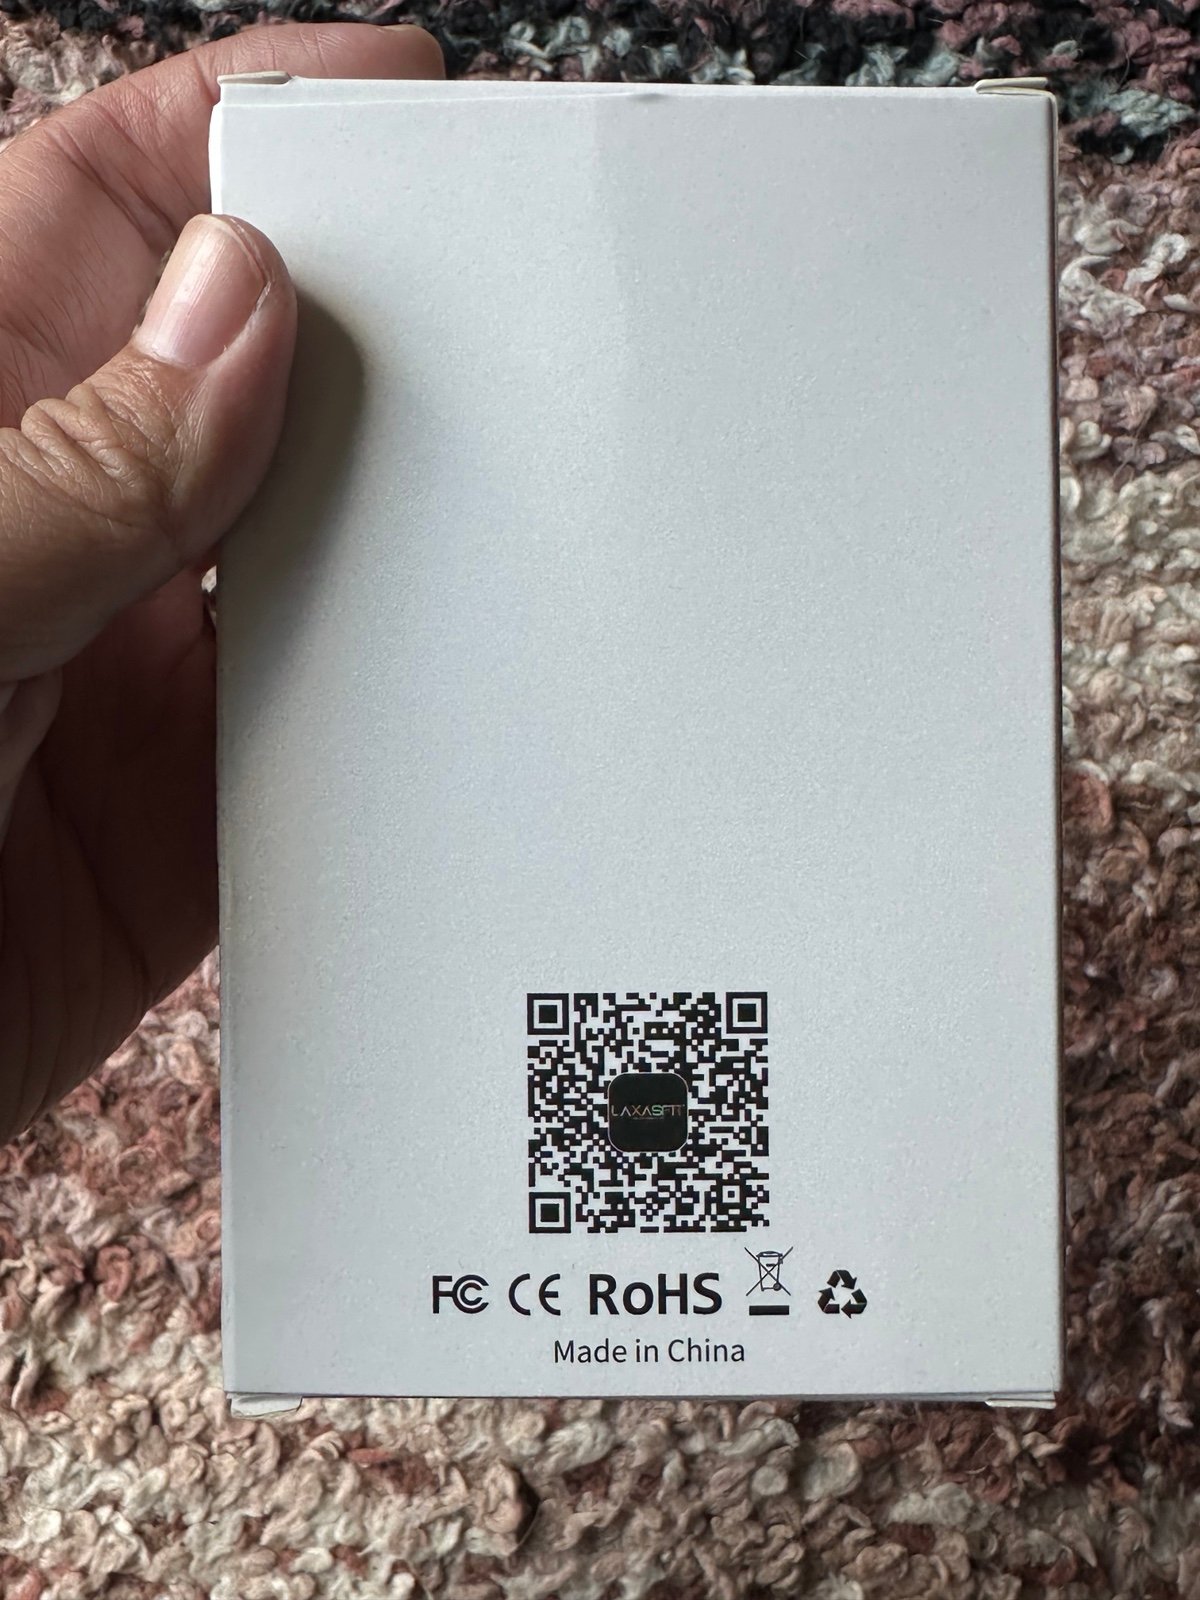 LAXASFIT
FC CE RoHS
Made in China